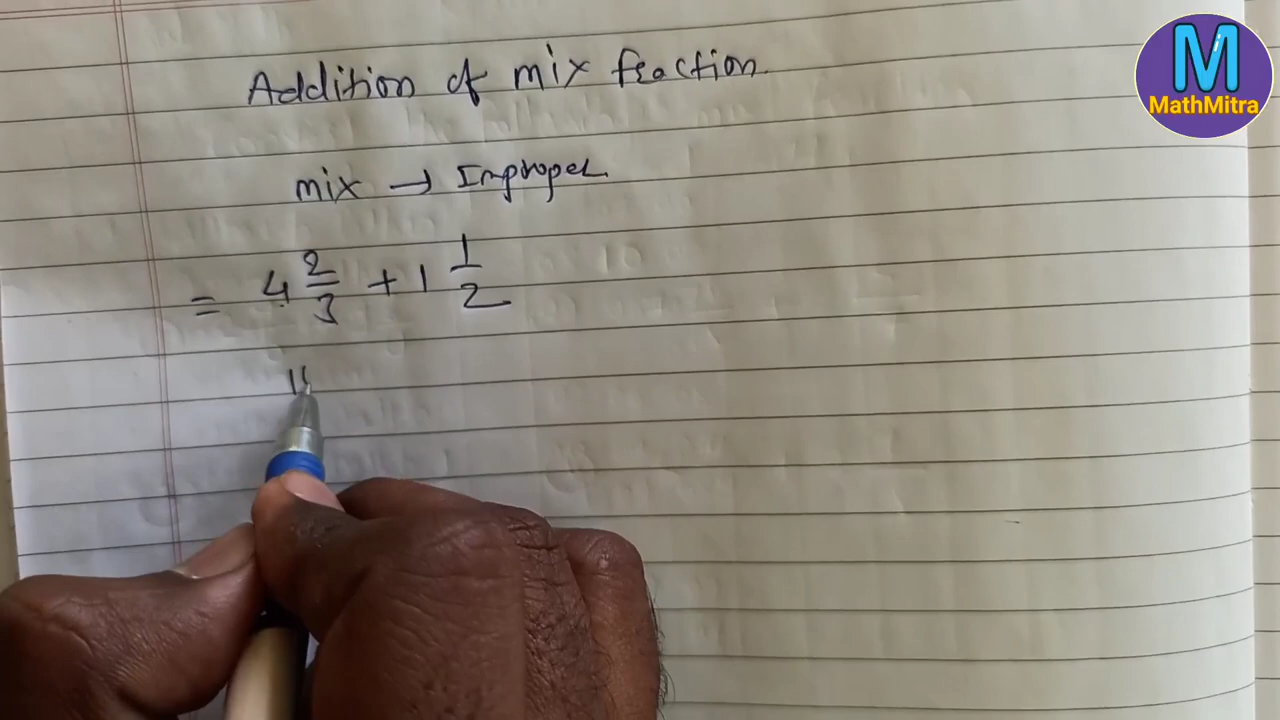 Addition of mix fraction.
M
MathMitra
mix → Improper
= 4 2/3 + 1 1/2